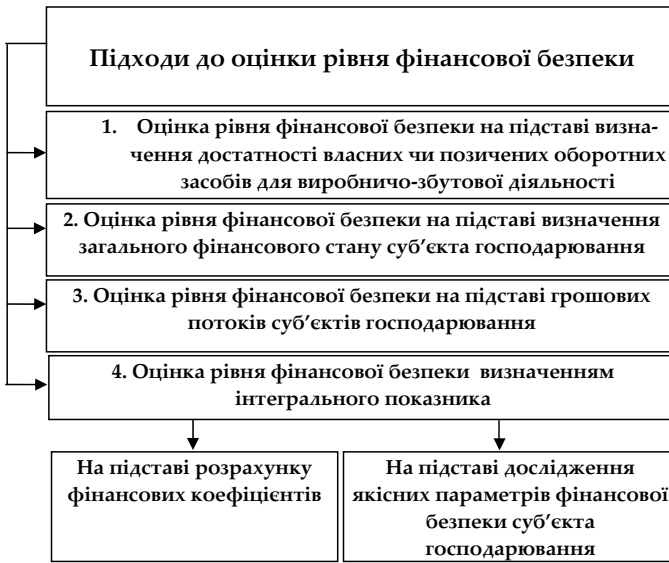 Підходи до оцінки рівня фінансової безпеки
1. Оцінка рівня фінансової безпеки на підставі визна-
чення достатності власних чи позичених оборотних
засобів для виробничо-збутової діяльності
2. Оцінка рівня фінансової безпеки на підставі визначення
загального фінансового стану суб’єкта господарювання
3. Оцінка рівня фінансової безпеки на підставі грошових
потоків суб’єктів господарювання
4. Оцінка рівня фінансової безпеки визначенням
інтегрального показника
На підставі розрахунку
фінансових коефіцієнтів
На підставі дослідження
якісних параметрів фінансової
безпеки суб’єкта
господарювання